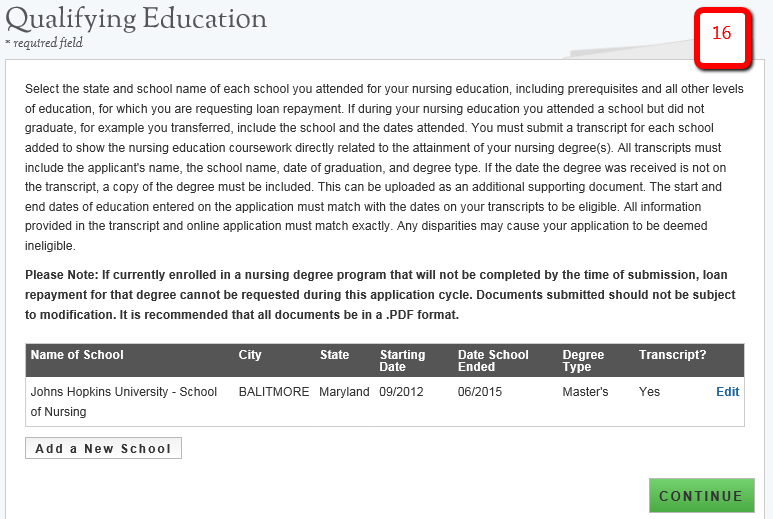 Qualifying Education
* required field
16
Select the state and school name of each school you attended for your nursing education, including prerequisites and all other levels
of education, for which you are requesting loan repayment. If during your nursing education you attended a school but did not
graduate, for example you transferred, include the school and the dates attended. You must submit a transcript for each school
added to show the nursing education coursework directly related to the attainment of your nursing degree(s). All transcripts must
include the applicant's name, the school name, date of graduation, and degree type. If the date the degree was received is not on
the transcript, a copy of the degree must be included. This can be uploaded as an additional supporting document. The start and
end dates of education entered on the application must match with the dates on your transcripts to be eligible. All information
provided in the transcript and online application must match exactly. Any disparities may cause your application to be deemed
ineligible.
Please Note: If currently enrolled in a nursing degree program that will not be completed by the time of submission, loan
repayment for that degree cannot be requested during this application cycle. Documents submitted should not be subject
to modification. It is recommended that all documents be in a .PDF format.
Name of School City State Starting Date School Degree Transcript?
Date Ended Type
Johns Hopkins University - School BALITMORE Maryland 09/2012 06/2015 Master's Yes Edit
of Nursing
Add a New School
CONTINUE